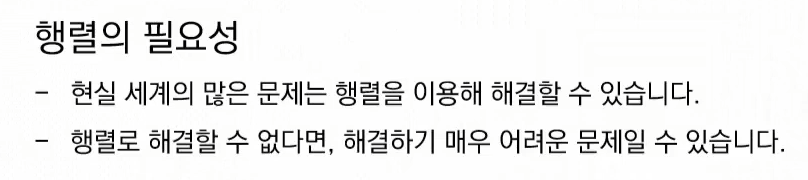 행렬의 필요성
- 현실 세계의 많은 문제는 행렬을 이용해 해결할 수 있습니다.
- 행렬로 해결할 수 없다면, 해결하기 매우 어려운 문제일 수 있습니다.